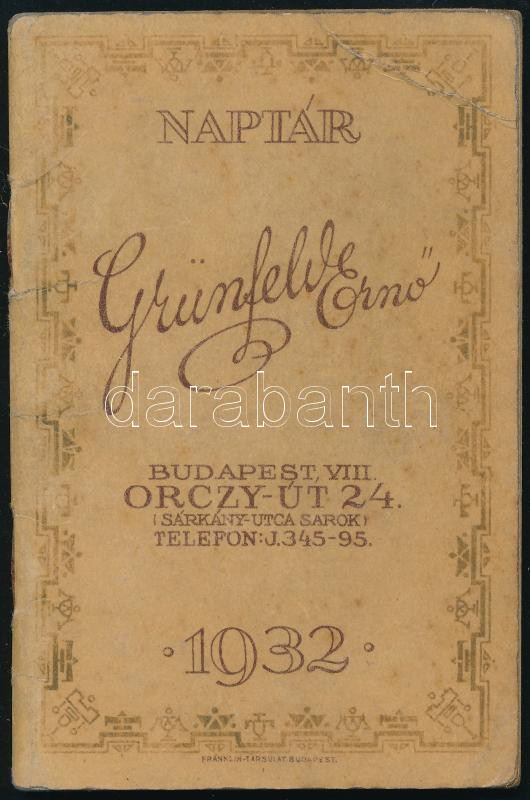 NAPTÁR
Grünfeld Ernő
darabanth
BUDAPEST, VIII.
ORCZY-ÚT 24.
(SÁRKÁNY-UTCA SAROK)
TELEFON: J. 345-95.
· 1932 ·
FRANKLIN-TÁRSULAT BUDAPEST.